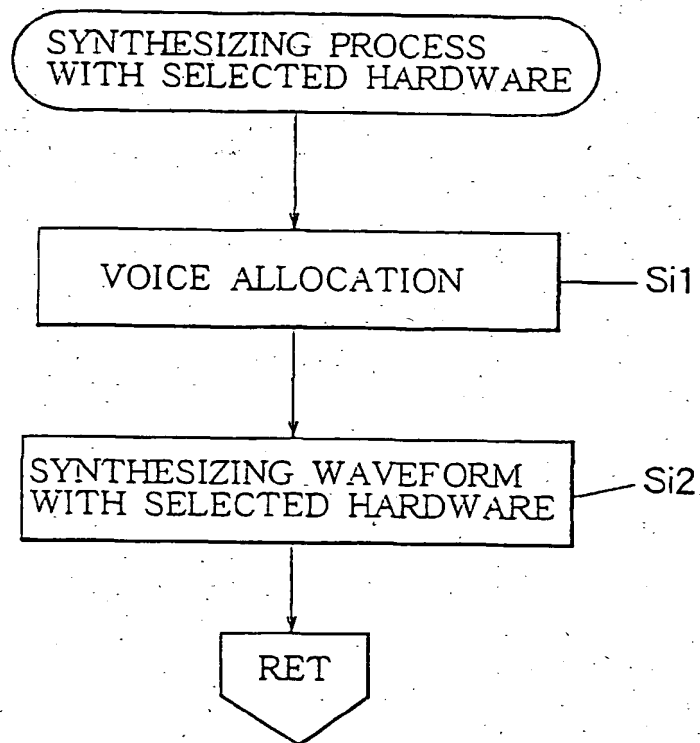 SYNTHESIZING PROCESS
WITH SELECTED HARDWARE
VOICE ALLOCATION
Si1
SYNTHESIZING WAVEFORM
WITH SELECTED HARDWARE
Si2
RET